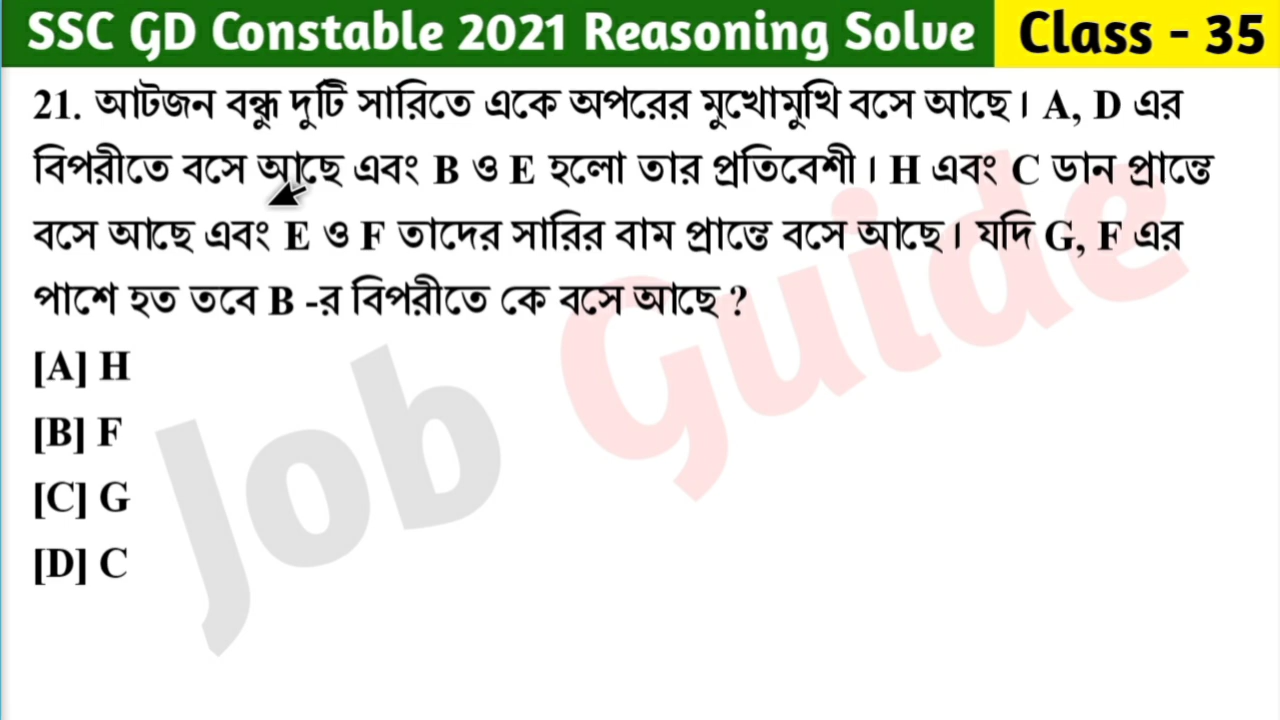 SSC GD Constable 2021 Reasoning Solve Class - 35
21. আটজন বন্ধু দুটি সারিতে একে অপরের মুখোমুখি বসে আছে। A, D এর
বিপরীতে বসে আছে এবং B ও E হলো তার প্রতিবেশী। H এবং C ডান প্রান্তে
বসে আছে এবং E ও F তাদের সারির বাম প্রান্তে বসে আছে। যদি G, F এর
পাশে হত তবে B -র বিপরীতে কে বসে আছে ?
[A] H
[B] F
[C] G
[D] C
Job Guide